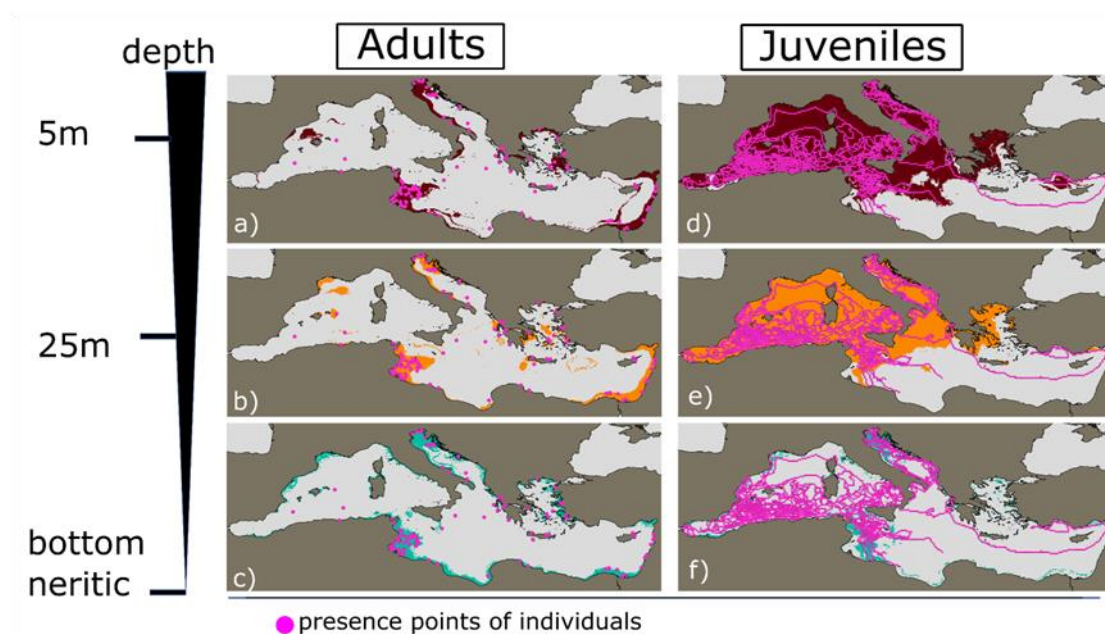 depth
Adults
Juveniles
5m
a)
d)
25m
b)
e)
bottom
neritic
c)
f)
presence points of individuals